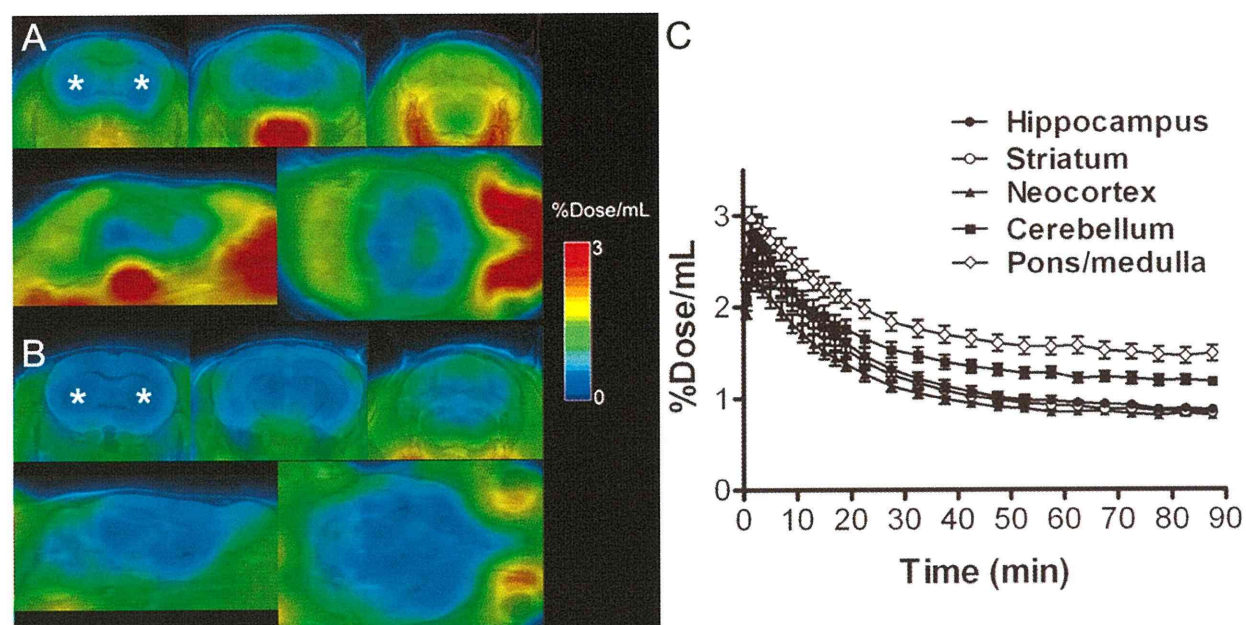 A
* *
B
* *
%Dose/mL
3
0
C
Hippocampus
Striatum
Neocortex
Cerebellum
Pons/medulla
%Dose/mL
3
2
1
0
0 10 20 30 40 50 60 70 80 90
Time (min)